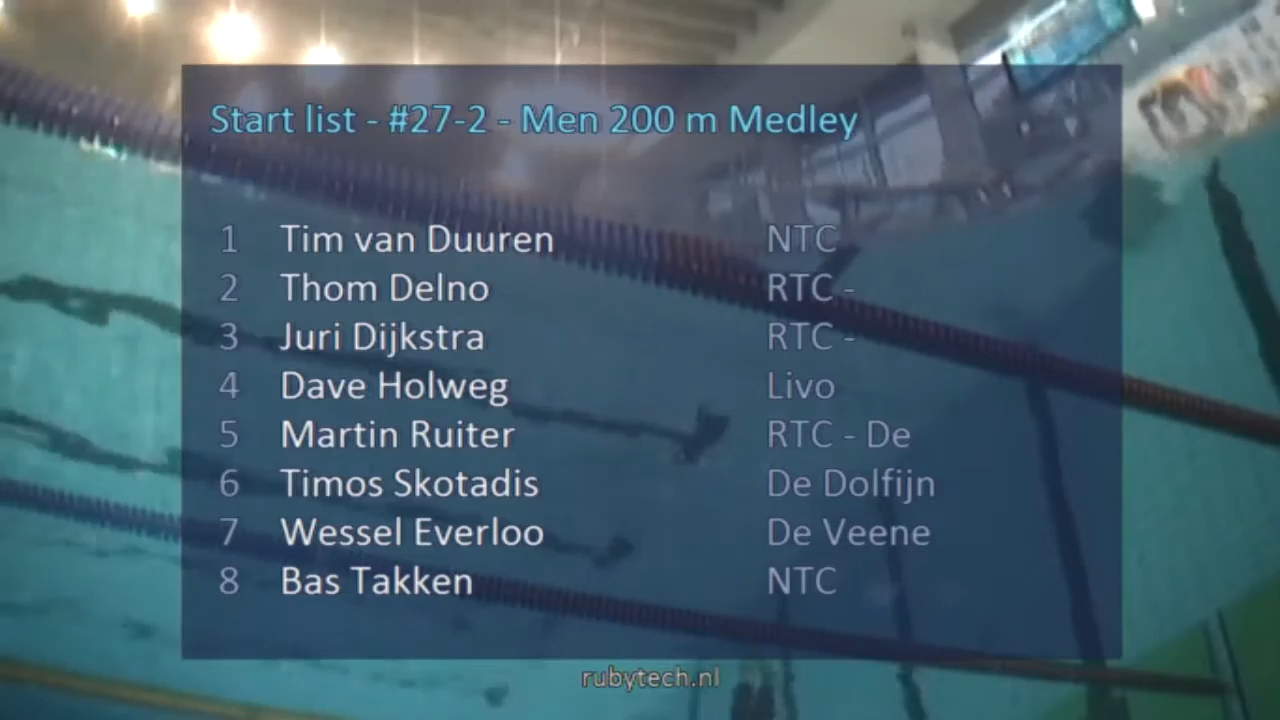 Start list - #27-2 - Men 200 m Medley
1 Tim van Duuren NTC
2 Thom Delno RTC -
3 Juri Dijkstra RTC -
4 Dave Holweg Livo
5 Martin Ruiter RTC - De
6 Timos Skotadis De Dolfijn
7 Wessel Everloo De Veene
8 Bas Takken NTC
rubytech.nl